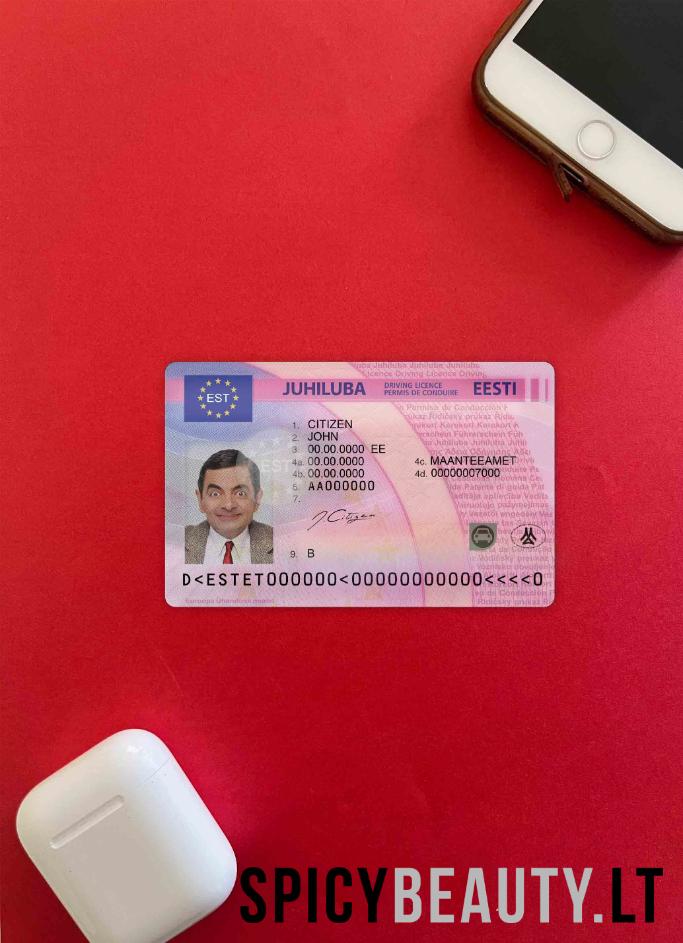 JUHILUBA
DRIVING LICENCE
PERMIS DE CONDUIRE
EESTI
EST
1. CITIZEN
2. JOHN
3. 00.00.0000 EE
4a. 00.00.0000
4c. MAANTEEAMET
4b. 00.00.0000
4d. 00000007000
5. AA000000
7.
J Citizen
9. B
D<ESTET000000<00000000000<<<<0
SPICYBEAUTY.LT